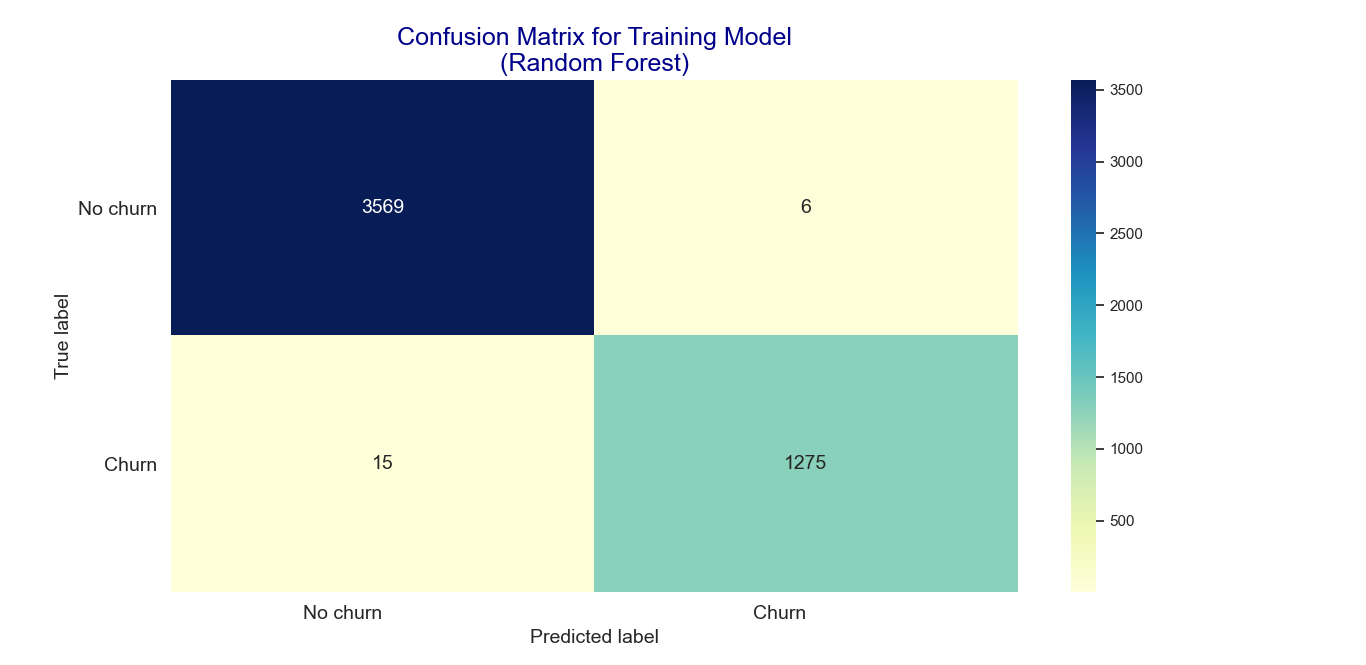 Confusion Matrix for Training Model
(Random Forest)
No churn
Churn
True label
3569
6
15
1275
No churn
Churn
Predicted label
3500
3000
2500
2000
1500
1000
500